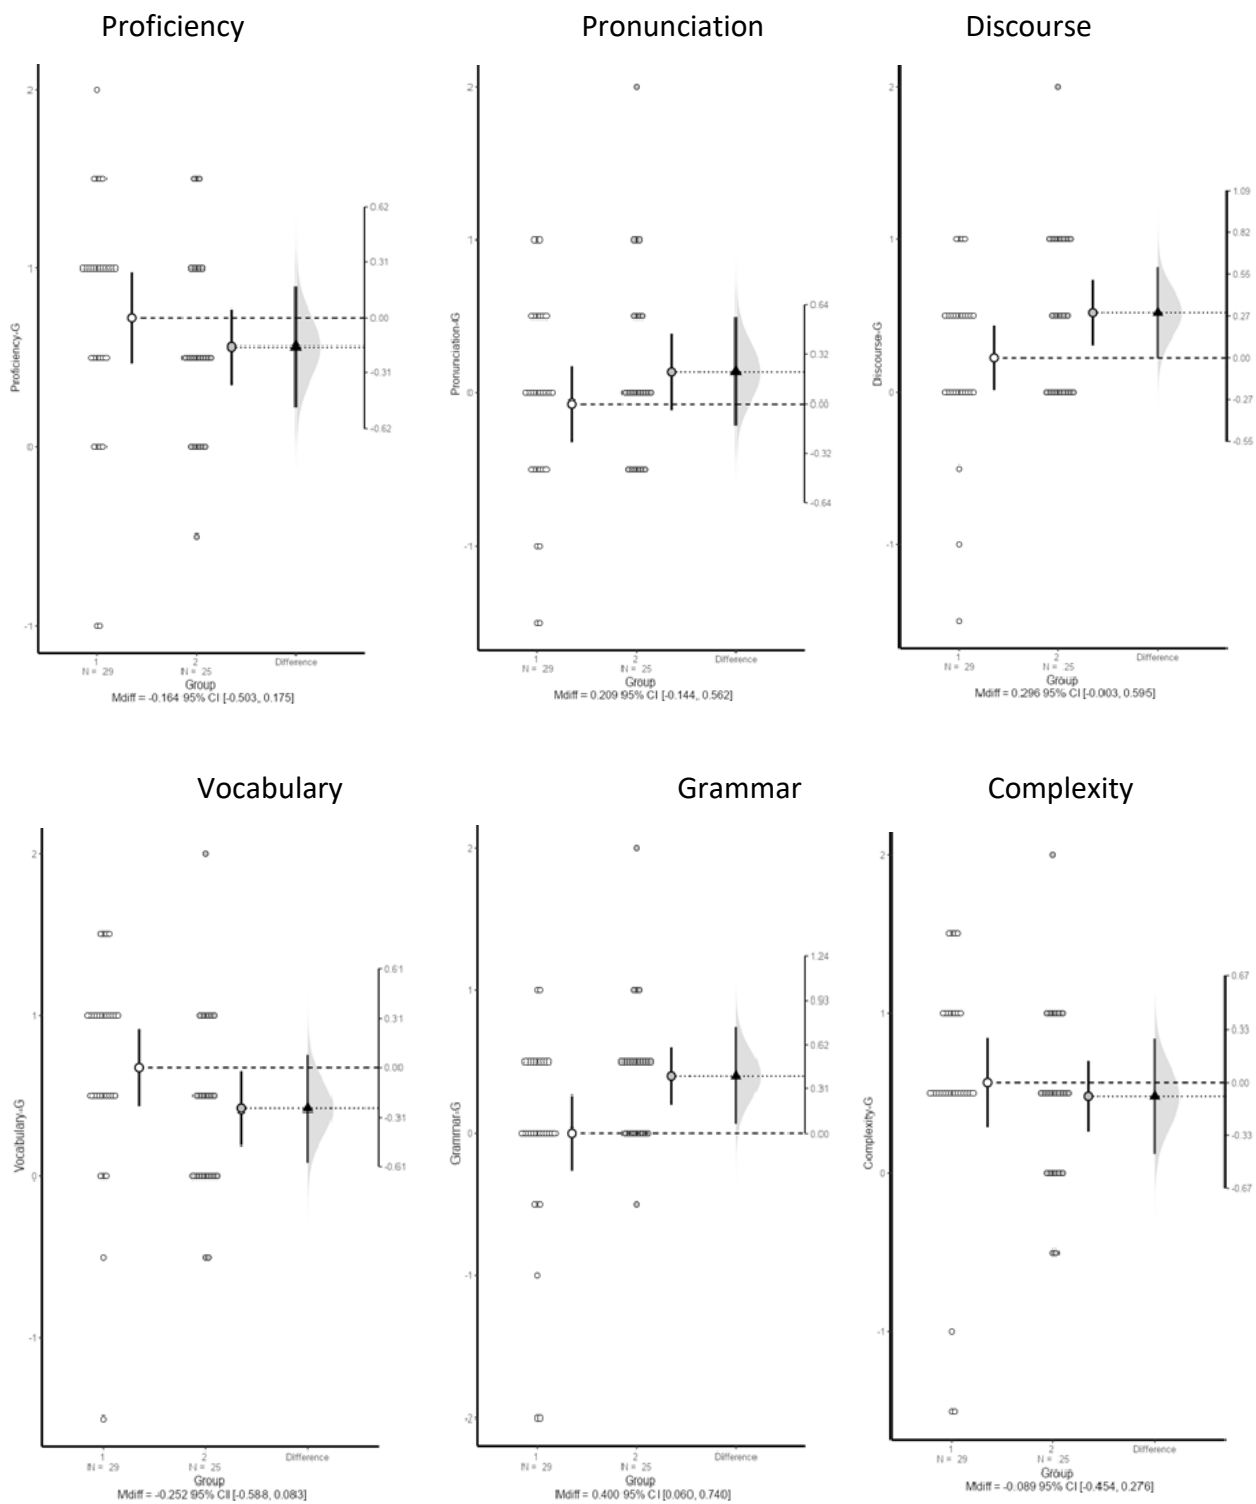 Proficiency
Pronunciation
Discourse
2
1
0
-1
Proficiency-G
0.62
0.31
0.00
-0.31
-0.62
1
2
Difference
N = 29
N = 25
Group
Mdiff = -0.164 95% CI [-0.503, 0.175]
2
1
0
-1
Pronunciation-G
0.64
0.32
0.00
-0.32
-0.64
1
2
Difference
N = 29
N = 25
Group
Mdiff = 0.209 95% CI [-0.144, 0.562]
2
1
0
-1
Discourse-G
1.09
0.82
0.55
0.27
0.00
-0.27
-0.55
1
2
Difference
N = 29
N = 25
Group
Mdiff = 0.296 95% CI [-0.003, 0.595]
Vocabulary
Grammar
Complexity
2
1
0
-1
Vocabulary-G
0.61
0.31
0.00
-0.31
-0.61
1
2
Difference
N = 29
N = 25
Group
Mdiff = -0.252 95% CI [-0.588, 0.083]
2
1
0
-1
-2
Grammar-G
1.24
0.93
0.62
0.31
0.00
1
2
Difference
N = 29
N = 25
Group
Mdiff = 0.400 95% CI [0.060, 0.740]
2
1
0
-1
Complexity-G
0.67
0.33
0.00
-0.33
-0.67
1
2
Difference
N = 29
N = 25
Group
Mdiff = -0.089 95% CI [-0.454, 0.276]